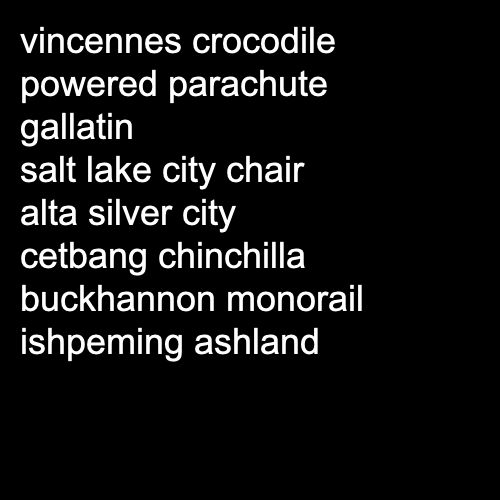 vincennes crocodile
powered parachute
gallatin
salt lake city chair
alta silver city
cetbang chinchilla
buckhannon monorail
ishpeming ashland